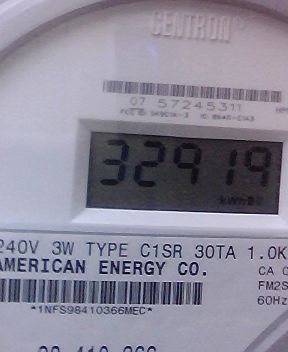 CENTRON®
07 57245311
32919
kWh
240V 3W TYPE C1SR 30TA 1.0K
AMERICAN ENERGY CO.
CA 0
FM2S
60Hz
*1NFS98410366MEC*